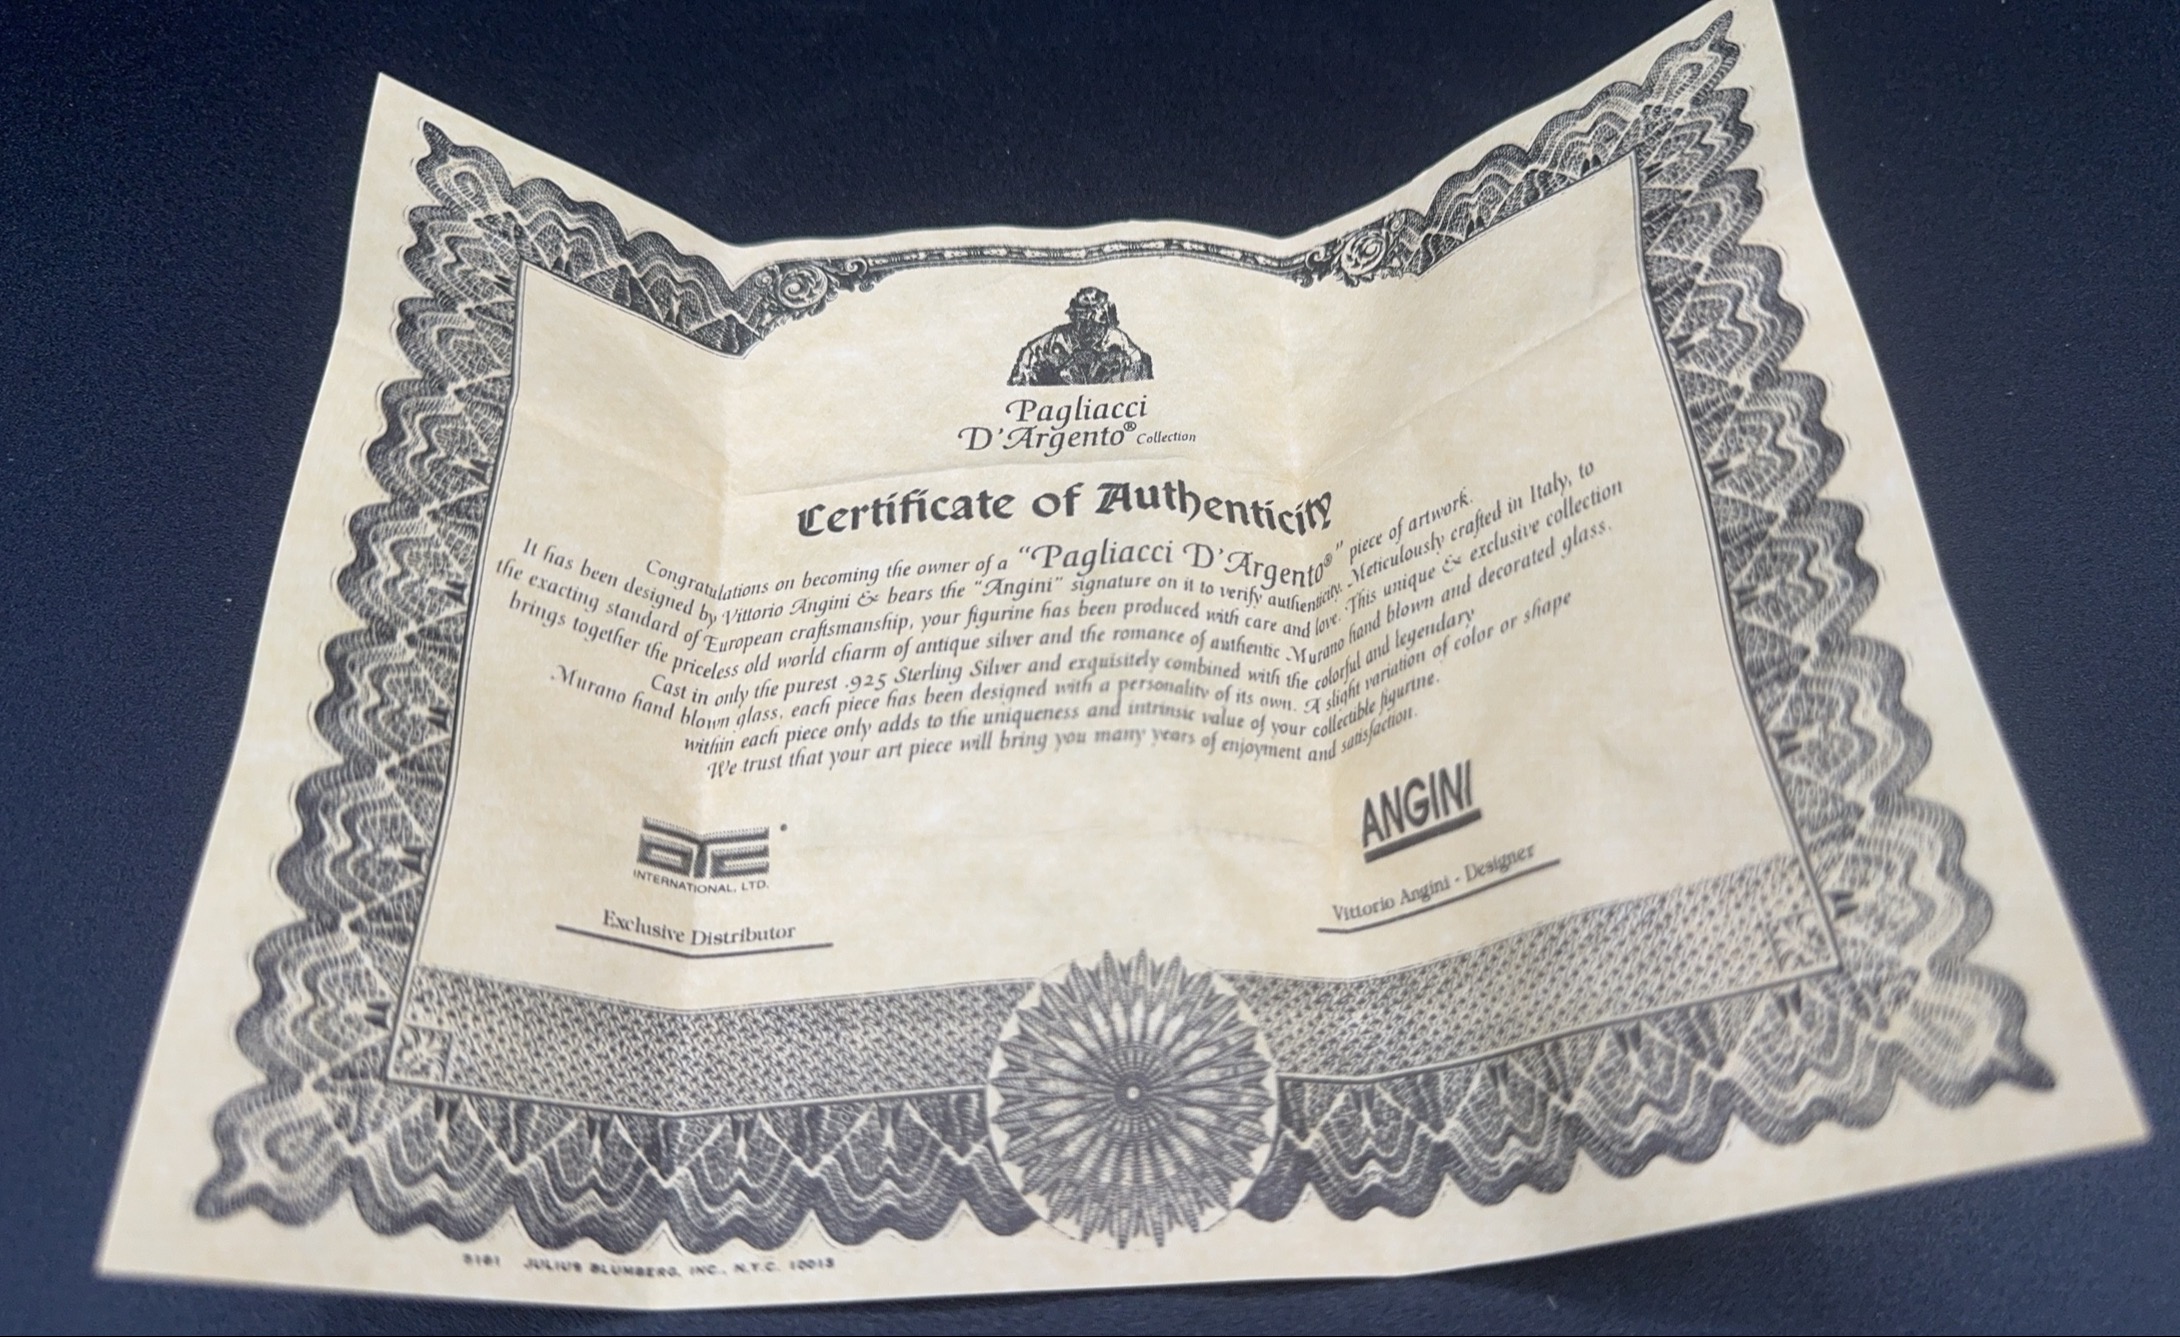 Pagliacci
D'Argento® Collection
Certificate of Authenticity
Congratulations on becoming the owner of a "Pagliacci D'Argento®" piece of artwork.
It has been designed by Vittorio Angini & bears the "Angini" signature on it to verify authenticity. Meticulously crafted in Italy, to
the exacting standard of European craftsmanship, your figurine has been produced with care and love. This unique & exclusive collection
brings together the priceless old world charm of antique silver and the romance of authentic Murano hand blown and decorated glass.
Cast in only the purest .925 Sterling Silver and exquisitely combined with the colorful and legendary
Murano hand blown glass, each piece has been designed with a personality of its own. A slight variation of color or shape
within each piece only adds to the uniqueness and intrinsic value of your collectible figurine.
We trust that your art piece will bring you many years of enjoyment and satisfaction.
INTERNATIONAL, LTD.
Exclusive Distributor
ANGINI
Vittorio Angini - Designer
JULIUS BLUMBERG, INC., N.Y.C. 10013